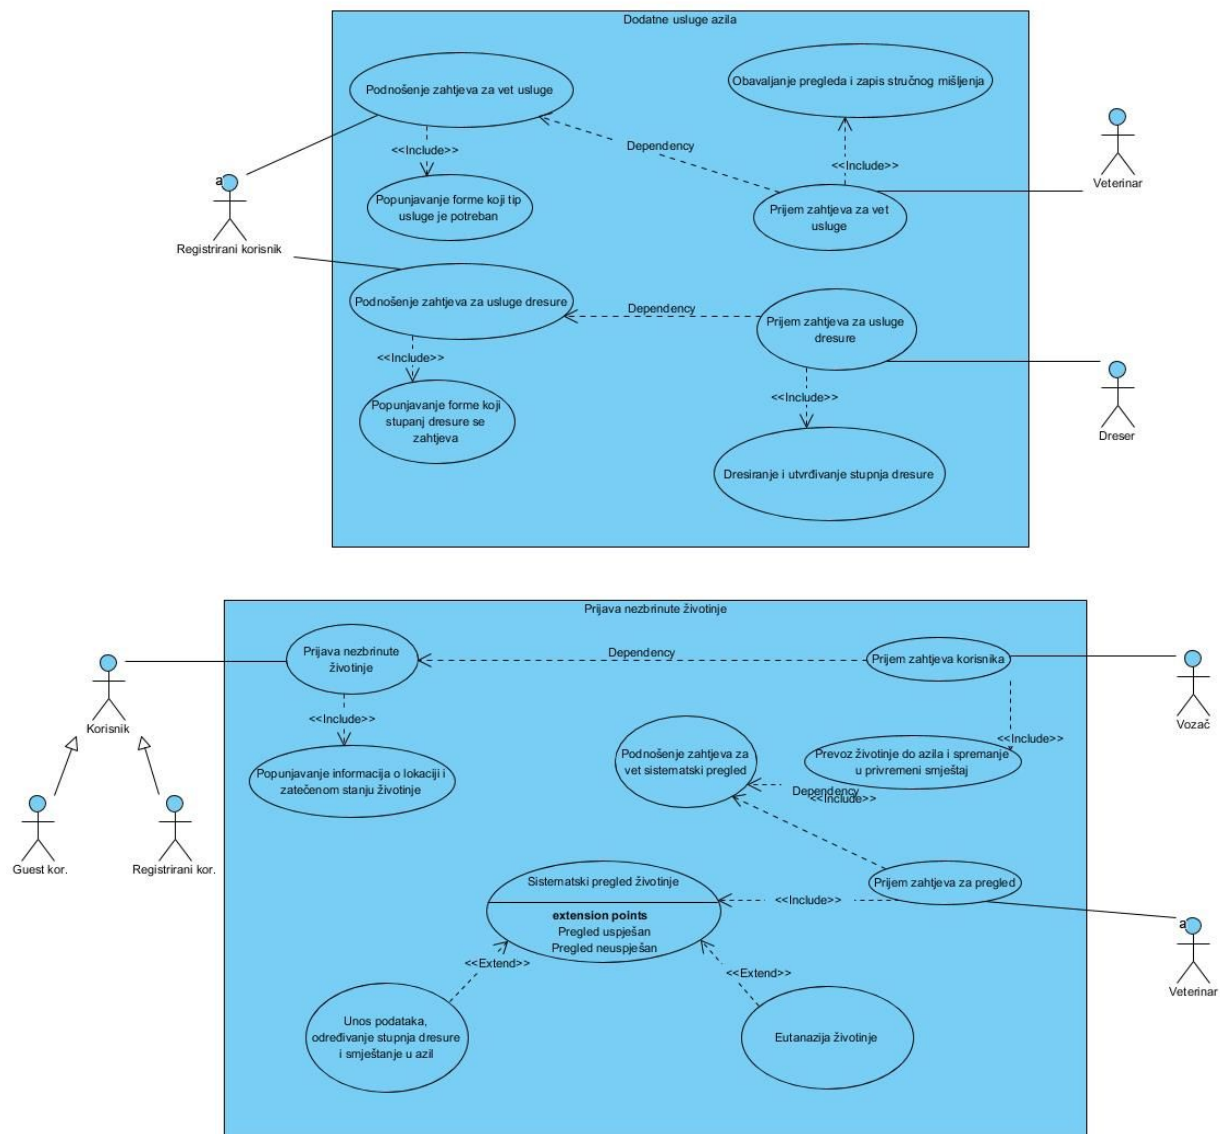 Dodatne usluge azila
Podnošenje zahtjeva za vet usluge
Obavaljanje pregleda i zapis stručnog mišljenja
<<Include>>
Dependency
<<Include>>
Veterinar
a
Popunjavanje forme koji tip
usluge je potreban
Prijem zahtjeva za vet
usluge
Registrirani korisnik
Podnošenje zahtjeva za usluge dresure
Dependency
Prijem zahtjeva za usluge
dresure
<<Include>>
<<Include>>
Popunjavanje forme koji
stupanj dresure se
zahtjeva
Dreser
Dresiranje i utvrđivanje stupnja dresure
Prijava nezbrinute životinje
Prijava nezbrinute
životinje
Dependency
Prijem zahtjeva korisnika
Korisnik
<<Include>>
Vozač
<<Include>>
Podnošenje zahtjeva za
vet sistematski pregled
Prevoz životinje do azila i spremanje
u privremeni smještaj
Popunjavanje informacija o lokaciji i
zatečenom stanju životinje
Dependency
<<Include>>
Guest kor.
Registrirani kor.
Sistematski pregled životinje
Prijem zahtjeva za pregled
<<Include>>
extension points
Pregled uspješan
Pregled neuspješan
a
<<Extend>>
<<Extend>>
Veterinar
Unos podataka,
određivanje stupnja dresure
i smještanje u azil
Eutanazija životinje